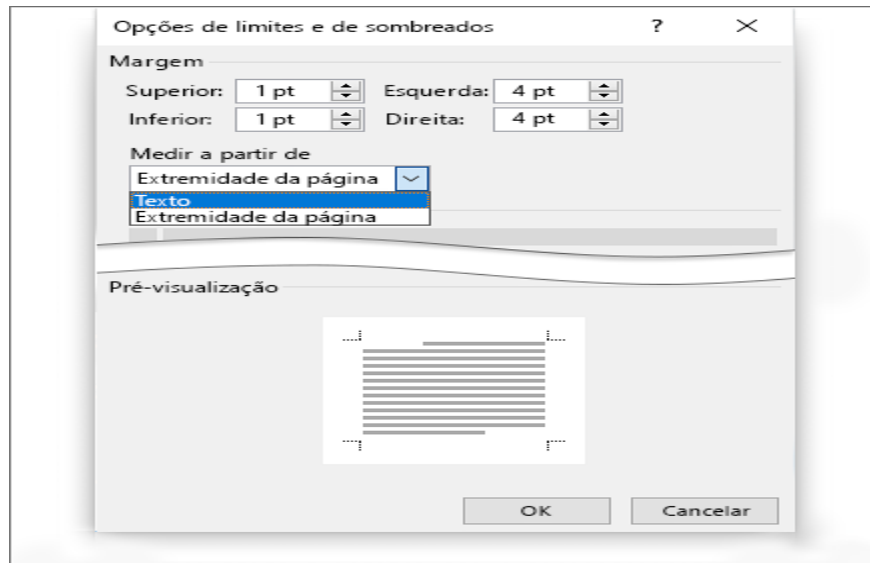 Opções de limites e de sombreados ?
Margem
Superior: 1 pt Esquerda: 4 pt
Inferior: 1 pt Direita: 4 pt
Medir a partir de
Extremidade da página
Texto
Extremidade da página
Pré-visualização
OK Cancelar